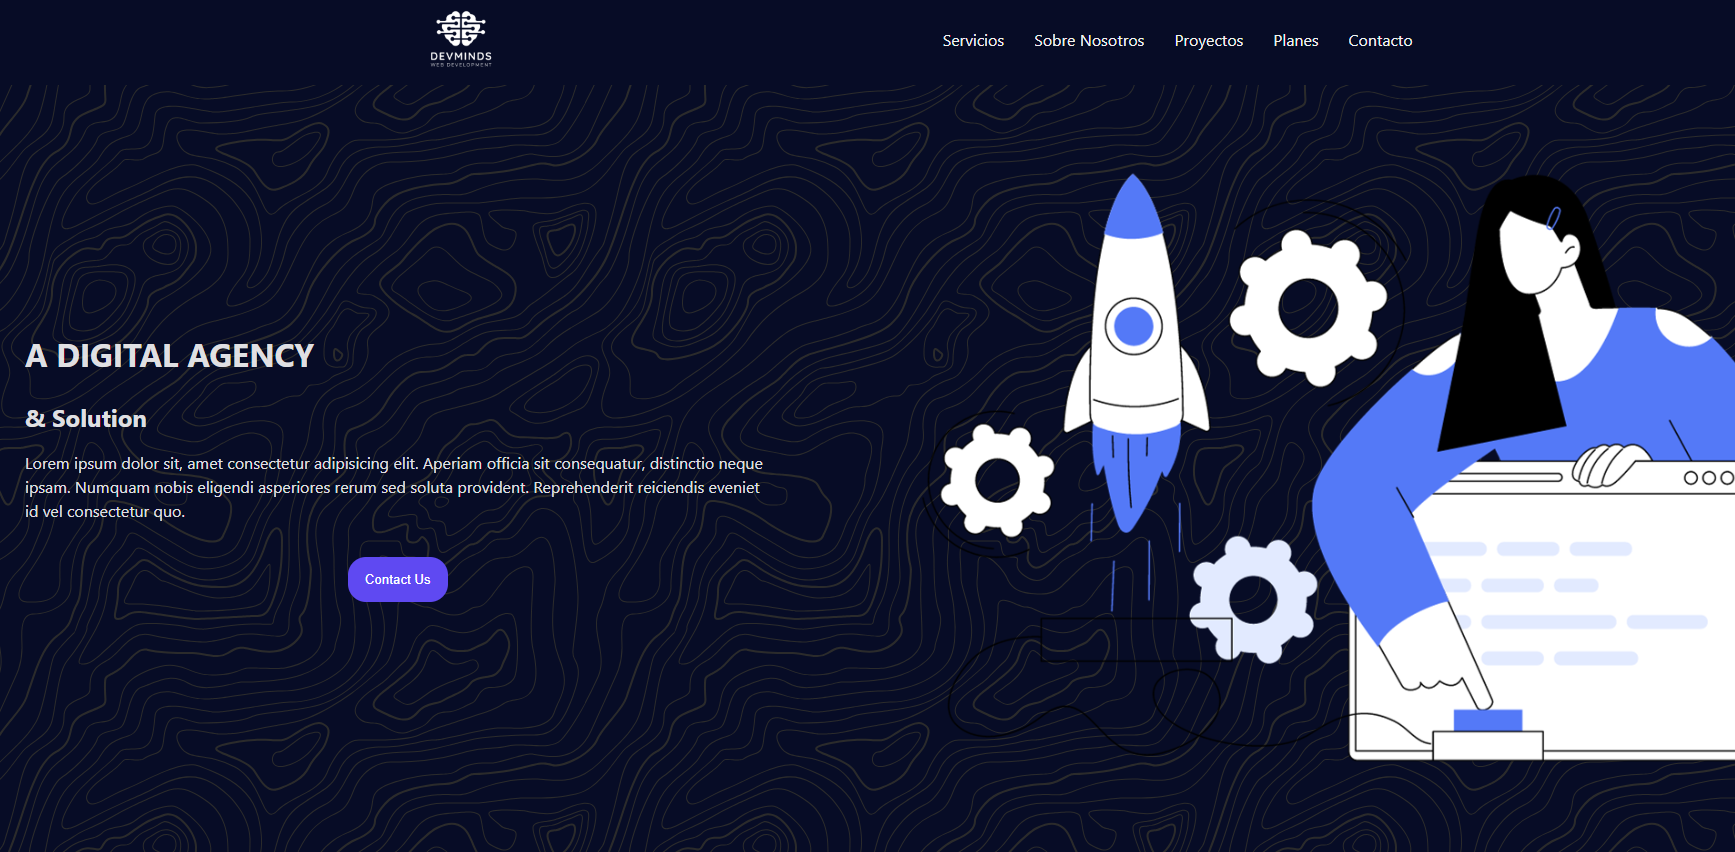 DEVMINDS
WEB DEVELOPMENT
Servicios Sobre Nosotros Proyectos Planes Contacto
A DIGITAL AGENCY
& Solution
Lorem ipsum dolor sit, amet consectetur adipisicing elit. Aperiam officia sit consequatur, distinctio neque
ipsam. Numquam nobis eligendi asperiores rerum sed soluta provident. Reprehenderit reiciendis eveniet
id vel consectetur quo.
Contact Us